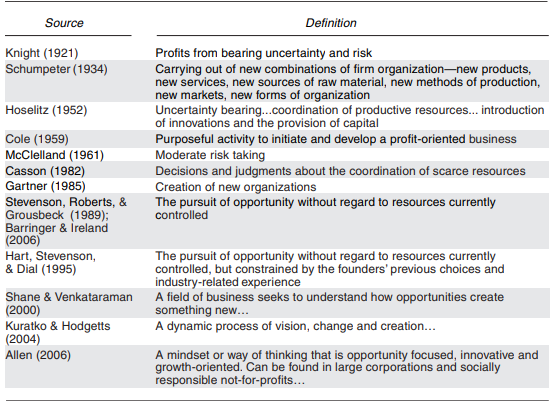 Source Definition
Knight (1921) Profits from bearing uncertainty and risk
Schumpeter (1934) Carrying out of new combinations of firm organization—new products,
new services, new sources of raw material, new methods of production,
new markets, new forms of organization
Hoselitz (1952) Uncertainty bearing...coordination of productive resources... introduction
of innovations and the provision of capital
Cole (1959) Purposeful activity to initiate and develop a profit-oriented business
McClelland (1961) Moderate risk taking
Casson (1982) Decisions and judgments about the coordination of scarce resources
Gartner (1985) Creation of new organizations
Stevenson, Roberts, & The pursuit of opportunity without regard to resources currently
Grousbeck (1989); controlled
Barringer & Ireland
(2006)
Hart, Stevenson, The pursuit of opportunity without regard to resources currently
& Dial (1995) controlled, but constrained by the founders' previous choices and
industry-related experience
Shane & Venkataraman A field of business seeks to understand how opportunities create
(2000) something new…
Kuratko & Hodgetts A dynamic process of vision, change and creation…
(2004)
Allen (2006) A mindset or way of thinking that is opportunity focused, innovative and
growth-oriented. Can be found in large corporations and socially
responsible not-for-profits…